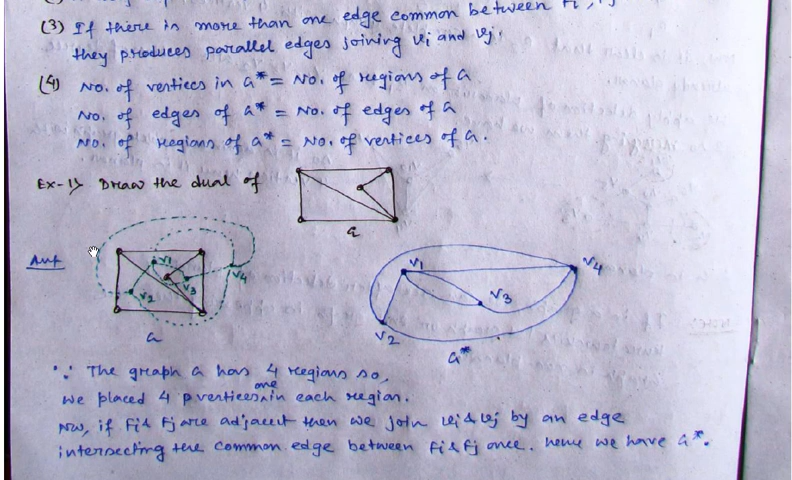 (3) If there is more than one edge common between Fi, Fj
they produces parallel edges joining vi and vj.
(4) No. of vertices in G* = No. of regions of G
No. of edges of G* = No. of edges of G
No. of regions of G* = No. of vertices of G.
Ex-1> Draw the dual of
G
Ans
v1
v2
v3
v4
G
v1
v2
v3
v4
G*
∵ The graph G has 4 regions so,
we placed 4 pvertices, one in each region.
Now, if Fi & Fj are adjacent then we join vi & vj by an edge
intersecting the common edge between Fi & Fj once. hence we have G*.